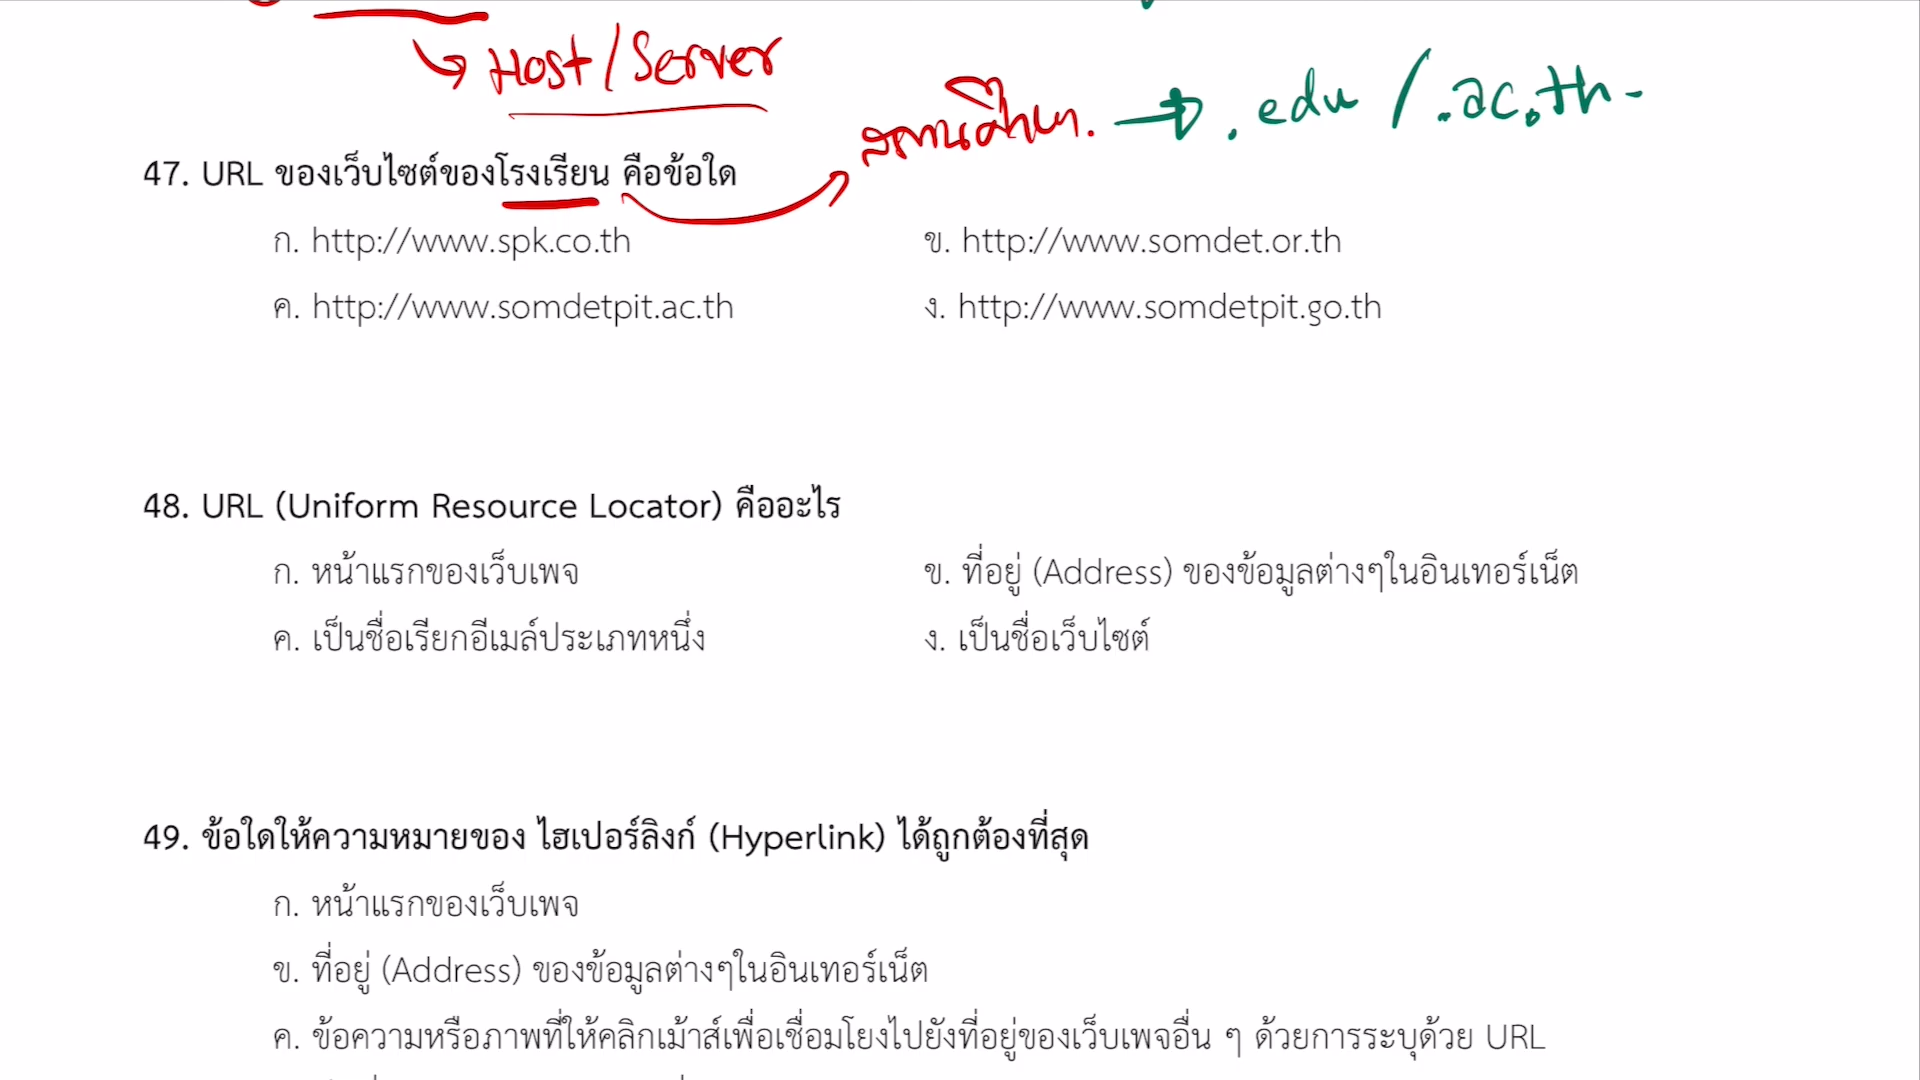 Host/Server
สถานศึกษา. → .edu / .ac.th.
47. URL ของเว็บไซต์ของโรงเรียน คือข้อใด
ก. http://www.spk.co.th
ข. http://www.somdet.or.th
ค. http://www.somdetpit.ac.th
ง. http://www.somdetpit.go.th
48. URL (Uniform Resource Locator) คืออะไร
ก. หน้าแรกของเว็บเพจ
ข. ที่อยู่ (Address) ของข้อมูลต่างๆในอินเทอร์เน็ต
ค. เป็นชื่อเรียกอีเมล์ประเภทหนึ่ง
ง. เป็นชื่อเว็บไซต์
49. ข้อใดให้ความหมายของ ไฮเปอร์ลิงก์ (Hyperlink) ได้ถูกต้องที่สุด
ก. หน้าแรกของเว็บเพจ
ข. ที่อยู่ (Address) ของข้อมูลต่างๆในอินเทอร์เน็ต
ค. ข้อความหรือภาพที่ให้คลิกเม้าส์เพื่อเชื่อมโยงไปยังที่อยู่ของเว็บเพจอื่น ๆ ด้วยการระบุด้วย URL